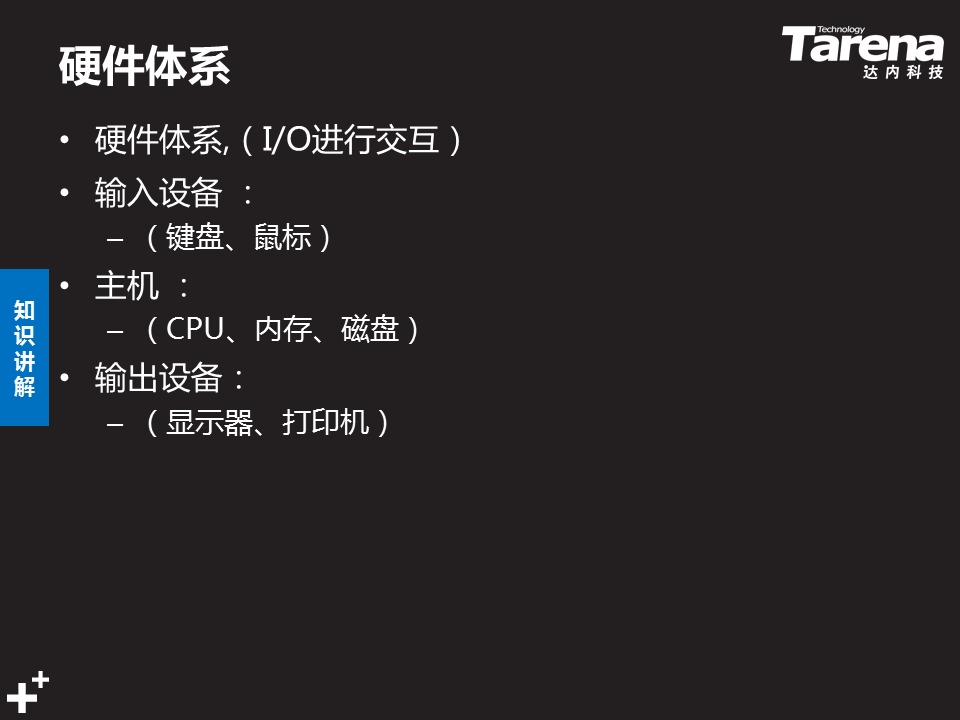 硬件体系
Technology
Tarena
达内科技
• 硬件体系,（I/O进行交互）
• 输入设备 ：
– （键盘、鼠标）
• 主机 ：
– （CPU、内存、磁盘）
• 输出设备：
– （显示器、打印机）
知识讲解